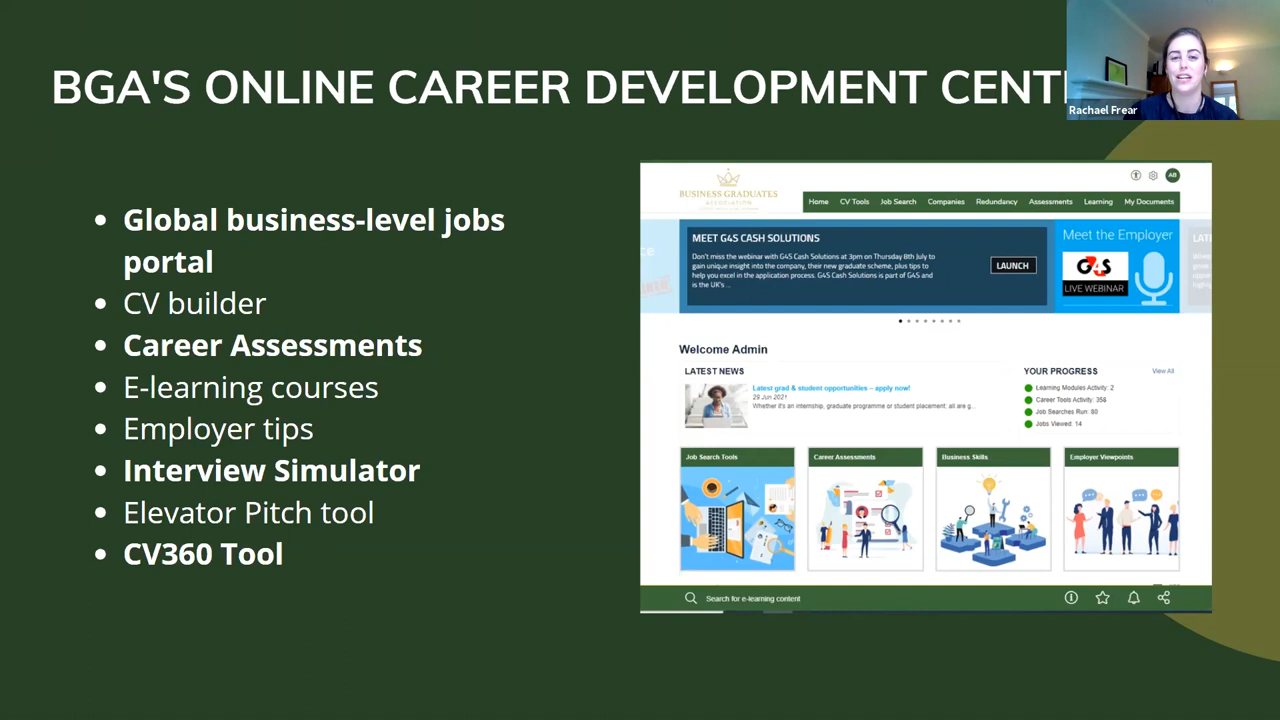 BGA'S ONLINE CAREER DEVELOPMENT CENT
Rachael Frear
Global business-level jobs
portal
CV builder
Career Assessments
E-learning courses
Employer tips
Interview Simulator
Elevator Pitch tool
CV360 Tool
BUSINESS GRADUATES
ASSOCIATION
AB
Home CV Tools Job Search Companies Redundancy Assessments Learning My Documents
MEET G4S CASH SOLUTIONS
Don't miss the webinar with G4S Cash Solutions at 3pm on Thursday 8th July to
gain unique insight into the company, their new graduate scheme, plus tips to
help you excel in the application process. G4S Cash Solutions is part of G4S and
is the UK's ...
LAUNCH
Meet the Employer
G4S
LIVE WEBINAR
Welcome Admin
LATEST NEWS
Latest grad & student opportunities – apply now!
29 Jun 2021
Whether it's an internship, graduate programme or student placement: all are g...
YOUR PROGRESS View All
Learning Modules Activity: 2
Career Tools Activity: 358
Job Searches Run: 80
Jobs Viewed: 14
Job Search Tools
Career Assessments
Business Skills
Employer Viewpoints
Search for e-learning content